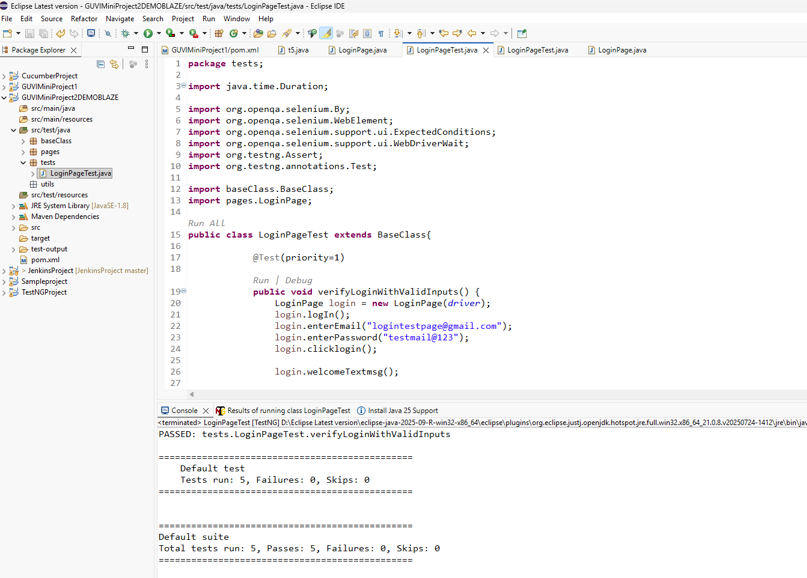 Eclipse Latest version - GUVIMiniProject2DEMOBLAZE/src/test/java/tests/LoginPageTest.java - Eclipse IDE
File Edit Source Refactor Navigate Search Project Run Window Help
Package Explorer
GUVIMiniProject1/pom.xml t5.java LoginPage.java LoginPageTest.java LoginPageTest.java LoginPage.java
CucumberProject
GUVIMiniProject1
GUVIMiniProject2DEMOBLAZE
src/main/java
src/main/resources
src/test/java
baseClass
pages
tests
LoginPageTest.java
utils
src/test/resources
JRE System Library [JavaSE-1.8]
Maven Dependencies
src
target
test-output
pom.xml
> JenkinsProject [JenkinsProject master]
Sampleproject
TestNGProject
1 package tests;
2
3 import java.time.Duration;
4
5 import org.openqa.selenium.By;
6 import org.openqa.selenium.WebElement;
7 import org.openqa.selenium.support.ui.ExpectedConditions;
8 import org.openqa.selenium.support.ui.WebDriverWait;
9 import org.testng.Assert;
10 import org.testng.annotations.Test;
11
12 import baseClass.BaseClass;
13 import pages.LoginPage;
14
Run All
15 public class LoginPageTest extends BaseClass{
16
17 @Test(priority=1)
18
Run | Debug
19 public void verifyLoginWithValidInputs() {
20 LoginPage login = new LoginPage(driver);
21 login.logIn();
22 login.enterEmail("logintestpage@gmail.com");
23 login.enterPassword("testmail@123");
24 login.clicklogin();
25
26 login.welcomeTextmsg();
27
Console Results of running class LoginPageTest Install Java 25 Support
<terminated> LoginPageTest [TestNG] D:\Eclipse Latest version\eclipse-java-2025-09-R-win32-x86_64\eclipse\plugins\org.eclipse.justj.openjdk.hotspot.jre.full.win32.x86_64_21.0.8.v20250724-1412\jre\bin\jav
PASSED: tests.LoginPageTest.verifyLoginWithValidInputs
===============================================
Default test
Tests run: 5, Failures: 0, Skips: 0
===============================================
===============================================
Default suite
Total tests run: 5, Passes: 5, Failures: 0, Skips: 0
===============================================